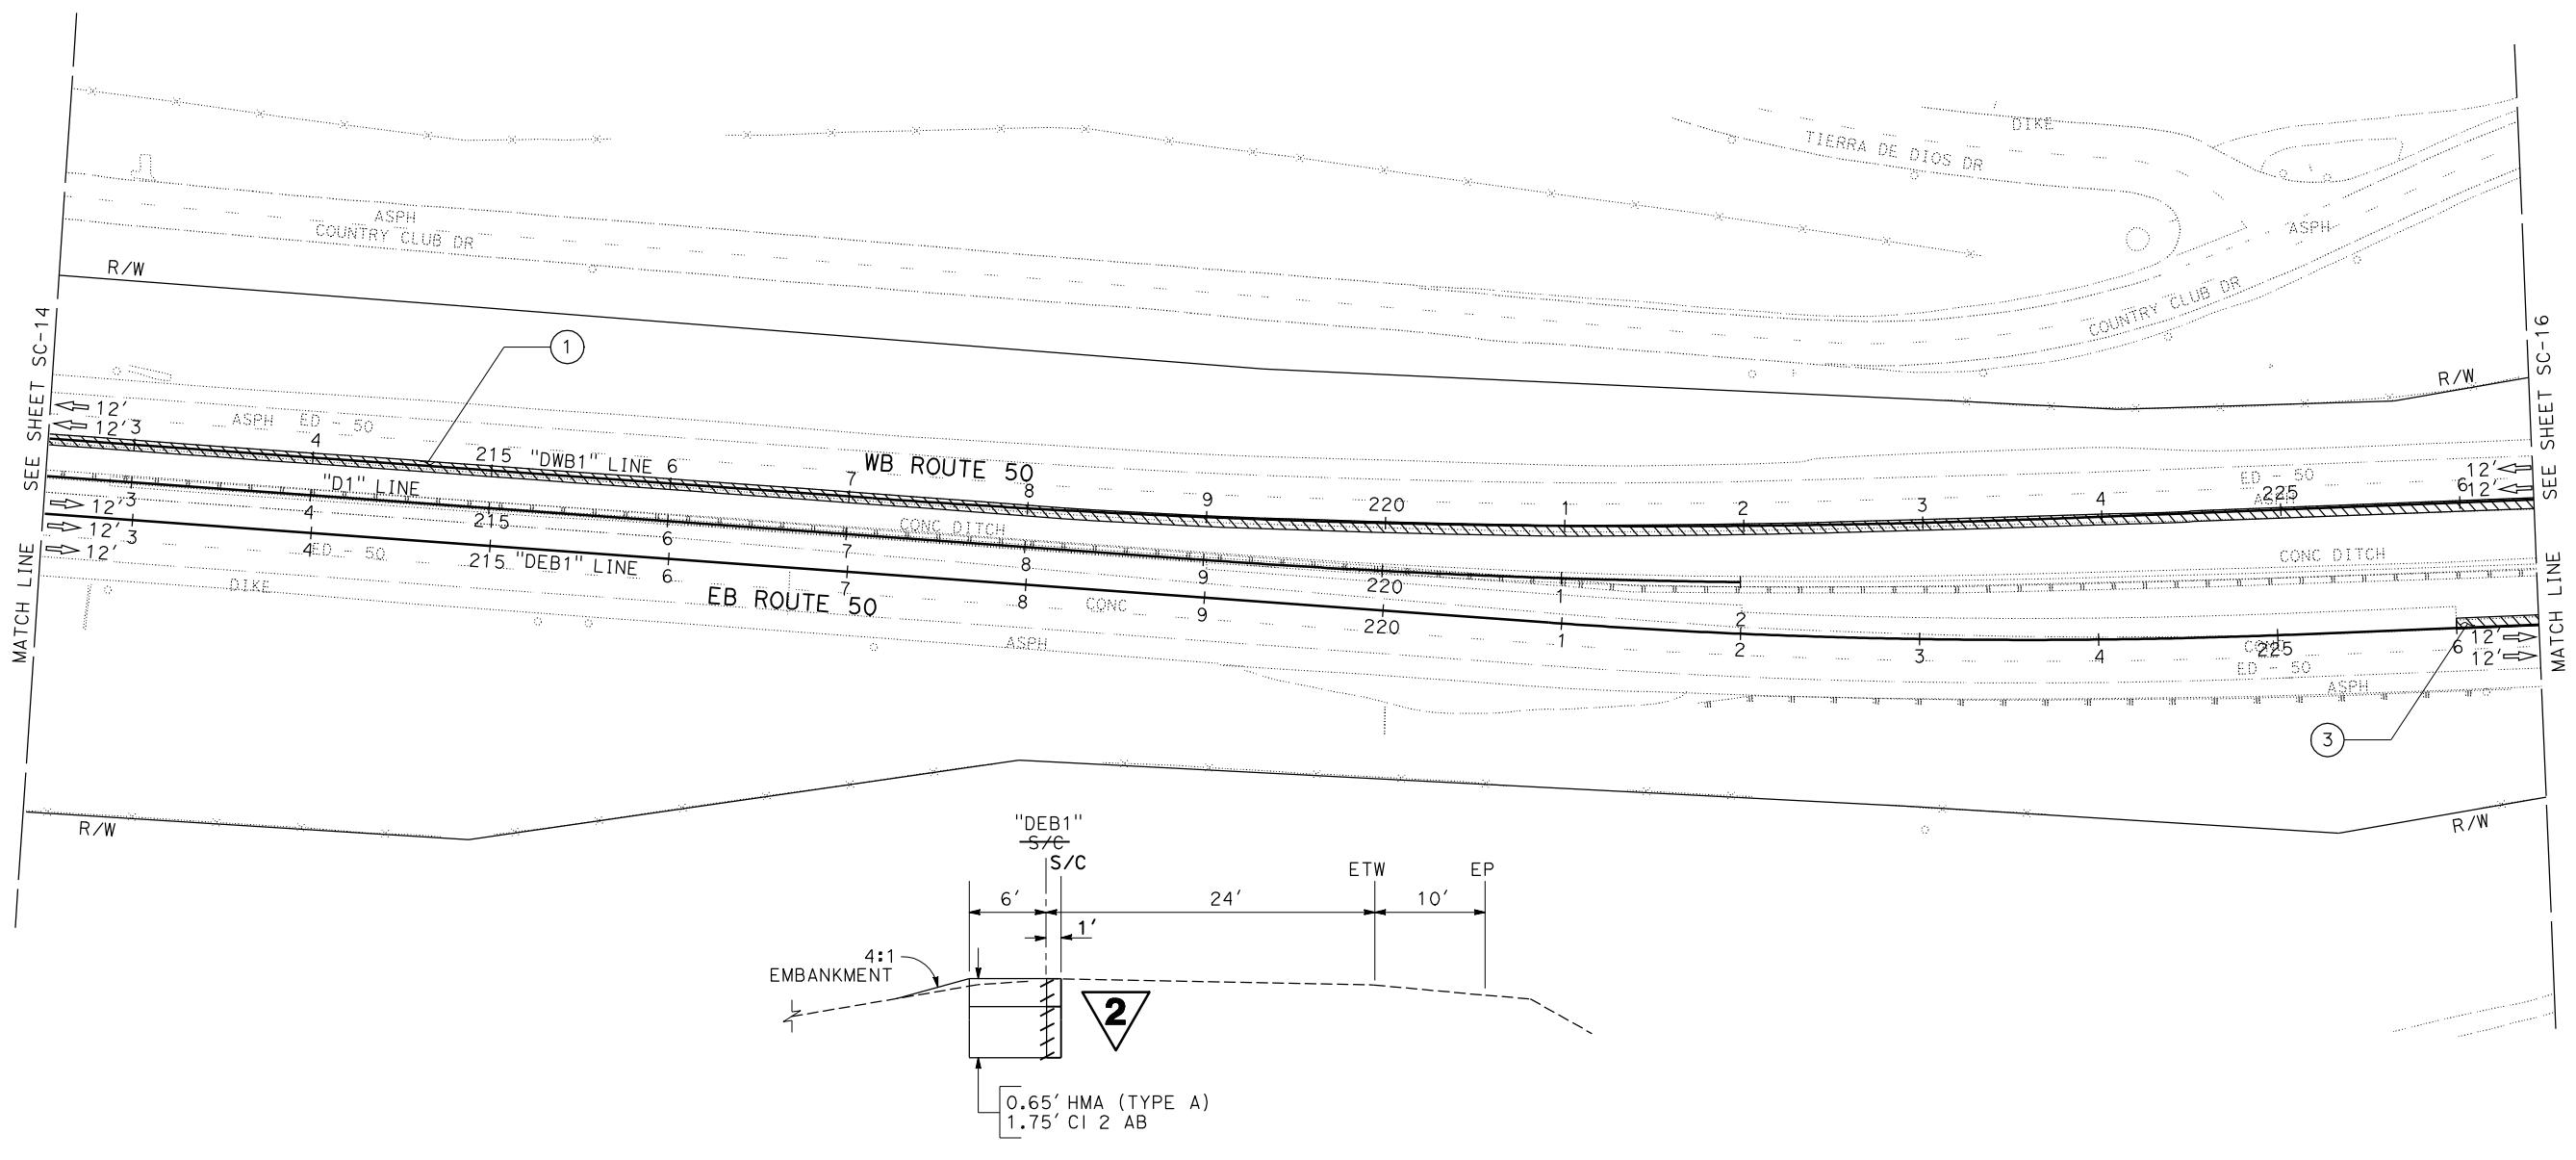 DIKE
TIERRA DE DIOS DR
ASPH
COUNTRY CLUB DR
ASPH
COUNTRY CLUB DR
R/W
R/W
SEE SHEET SC-14
MATCH LINE
SEE SHEET SC-16
MATCH LINE
1
12'
12'
ASPH ED - 50
3 4 215 "DWB1" LINE 6 7 8 9 220 1 2 3 4 225 6
WB ROUTE 50
ED - 50
ASPH
12'
12'
"D1" LINE
12'
3 4 215 6 7 8 9 220 1 2
CONC DITCH
CONC DITCH
12'
12'
3 4 215 "DEB1" LINE 6 7 8 9 220 1 2 3 4 225 6
ED - 50
DIKE
EB ROUTE 50
CONC
ASPH
CONC
ED - 50
ASPH
12'
12'
3
R/W
R/W
"DEB1"
S/C
S/C
ETW
EP
6'
24'
10'
1'
4:1
EMBANKMENT
2
0.65' HMA (TYPE A)
1.75' Cl 2 AB